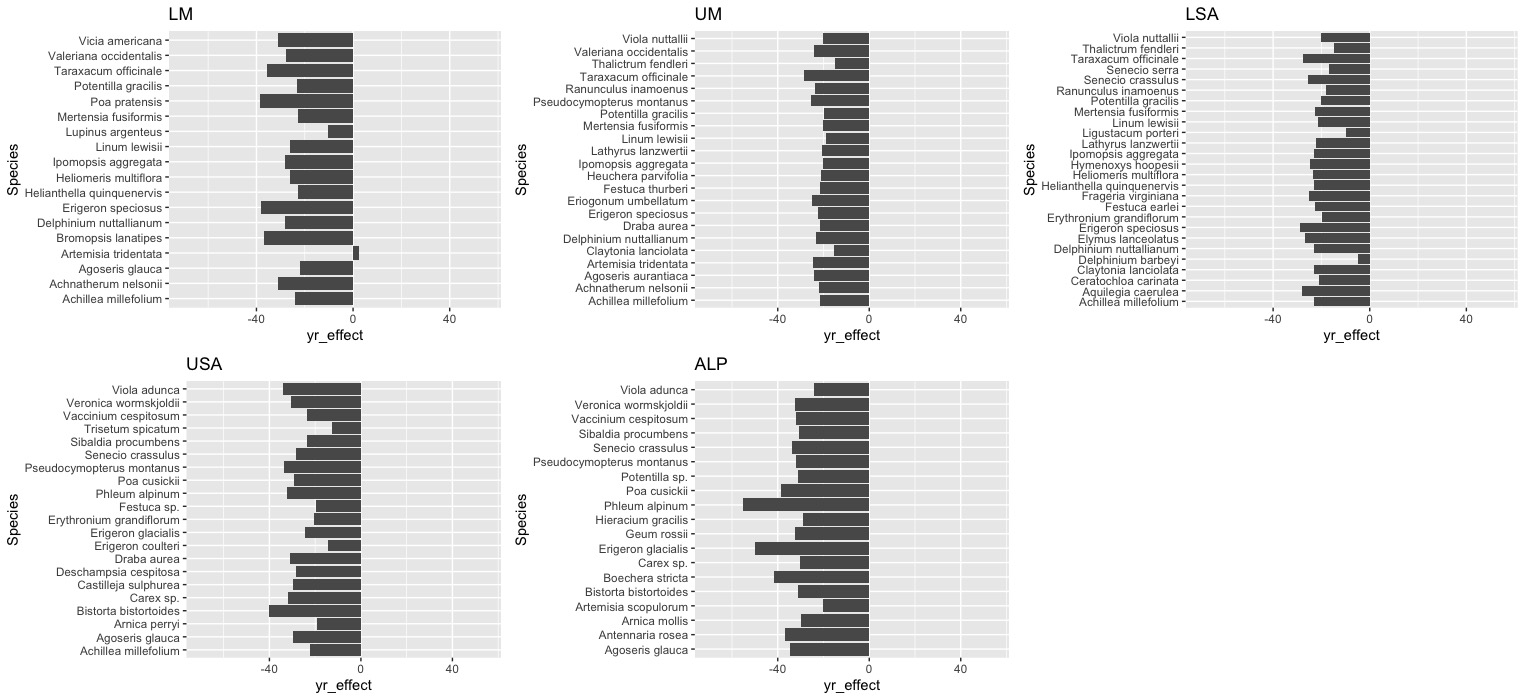 LM
Species
Vicia americana
Valeriana occidentalis
Taraxacum officinale
Potentilla gracilis
Poa pratensis
Mertensia fusiformis
Lupinus argenteus
Linum lewisii
Ipomopsis aggregata
Heliomeris multiflora
Helianthella quinquenervis
Erigeron speciosus
Delphinium nuttallianum
Bromopsis lanatipes
Artemisia tridentata
Agoseris glauca
Achnatherum nelsonii
Achillea millefolium
-40 0 40
yr_effect
UM
Species
Viola nuttallii
Valeriana occidentalis
Thalictrum fendleri
Taraxacum officinale
Ranunculus inamoenus
Pseudocymopterus montanus
Potentilla gracilis
Mertensia fusiformis
Linum lewisii
Lathyrus lanzwertii
Ipomopsis aggregata
Heuchera parvifolia
Festuca thurberi
Eriogonum umbellatum
Erigeron speciosus
Draba aurea
Delphinium nuttallianum
Claytonia lanciolata
Artemisia tridentata
Agoseris aurantiaca
Achnatherum nelsonii
Achillea millefolium
-40 0 40
yr_effect
LSA
Species
Viola nuttallii
Thalictrum fendleri
Taraxacum officinale
Senecio serra
Senecio crassulus
Ranunculus inamoenus
Potentilla gracilis
Mertensia fusiformis
Linum lewisii
Ligustacum porteri
Lathyrus lanzwertii
Ipomopsis aggregata
Hymenoxys hoopesii
Heliomeris multiflora
Helianthella quinquenervis
Frageria virginiana
Festuca earlei
Erythronium grandiflorum
Erigeron speciosus
Elymus lanceolatus
Delphinium nuttallianum
Delphinium barbeyi
Claytonia lanciolata
Ceratochloa carinata
Aquilegia caerulea
Achillea millefolium
-40 0 40
yr_effect
USA
Species
Viola adunca
Veronica wormskjoldii
Vaccinium cespitosum
Trisetum spicatum
Sibaldia procumbens
Senecio crassulus
Pseudocymopterus montanus
Poa cusickii
Phleum alpinum
Festuca sp.
Erythronium grandiflorum
Erigeron glacialis
Erigeron coulteri
Draba aurea
Deschampsia cespitosa
Castilleja sulphurea
Carex sp.
Bistorta bistortoides
Arnica perryi
Agoseris glauca
Achillea millefolium
-40 0 40
yr_effect
ALP
Species
Viola adunca
Veronica wormskjoldii
Vaccinium cespitosum
Sibaldia procumbens
Senecio crassulus
Pseudocymopterus montanus
Potentilla sp.
Poa cusickii
Phleum alpinum
Hieracium gracilis
Geum rossii
Erigeron glacialis
Carex sp.
Boechera stricta
Bistorta bistortoides
Artemisia scopulorum
Arnica mollis
Antennaria rosea
Agoseris glauca
-40 0 40
yr_effect